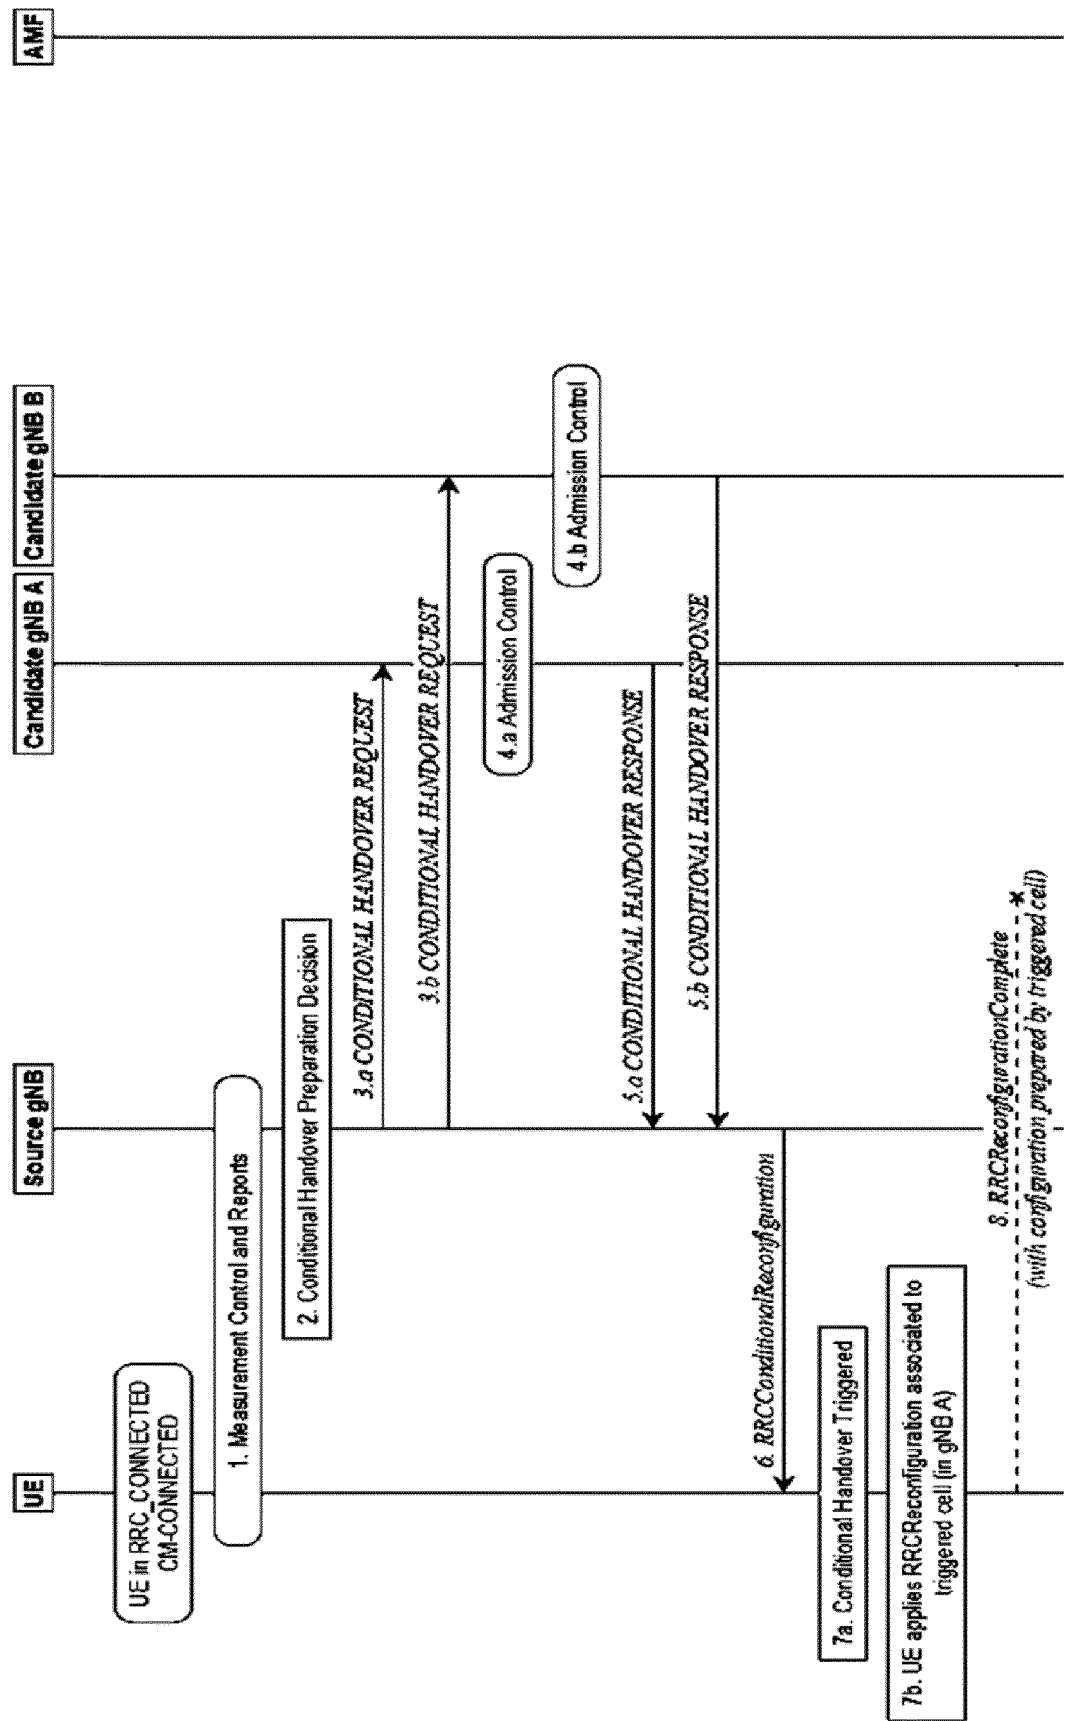 UE
Source gNB
Candidate gNB A
Candidate gNB B
AMF
UE in RRC_CONNECTED
CM-CONNECTED
1. Measurement Control and Reports
2. Conditional Handover Preparation Decision
3.a CONDITIONAL HANDOVER REQUEST
3.b CONDITIONAL HANDOVER REQUEST
4.a Admission Control
4.b Admission Control
5.a CONDITIONAL HANDOVER RESPONSE
5.b CONDITIONAL HANDOVER RESPONSE
6. RRCConditionalReconfiguration
7a. Conditional Handover Triggered
7b. UE applies RRCReconfiguration associated to
triggered cell (in gNB A)
8. RRCReconfigurationComplete
(with configuration prepared by triggered cell)